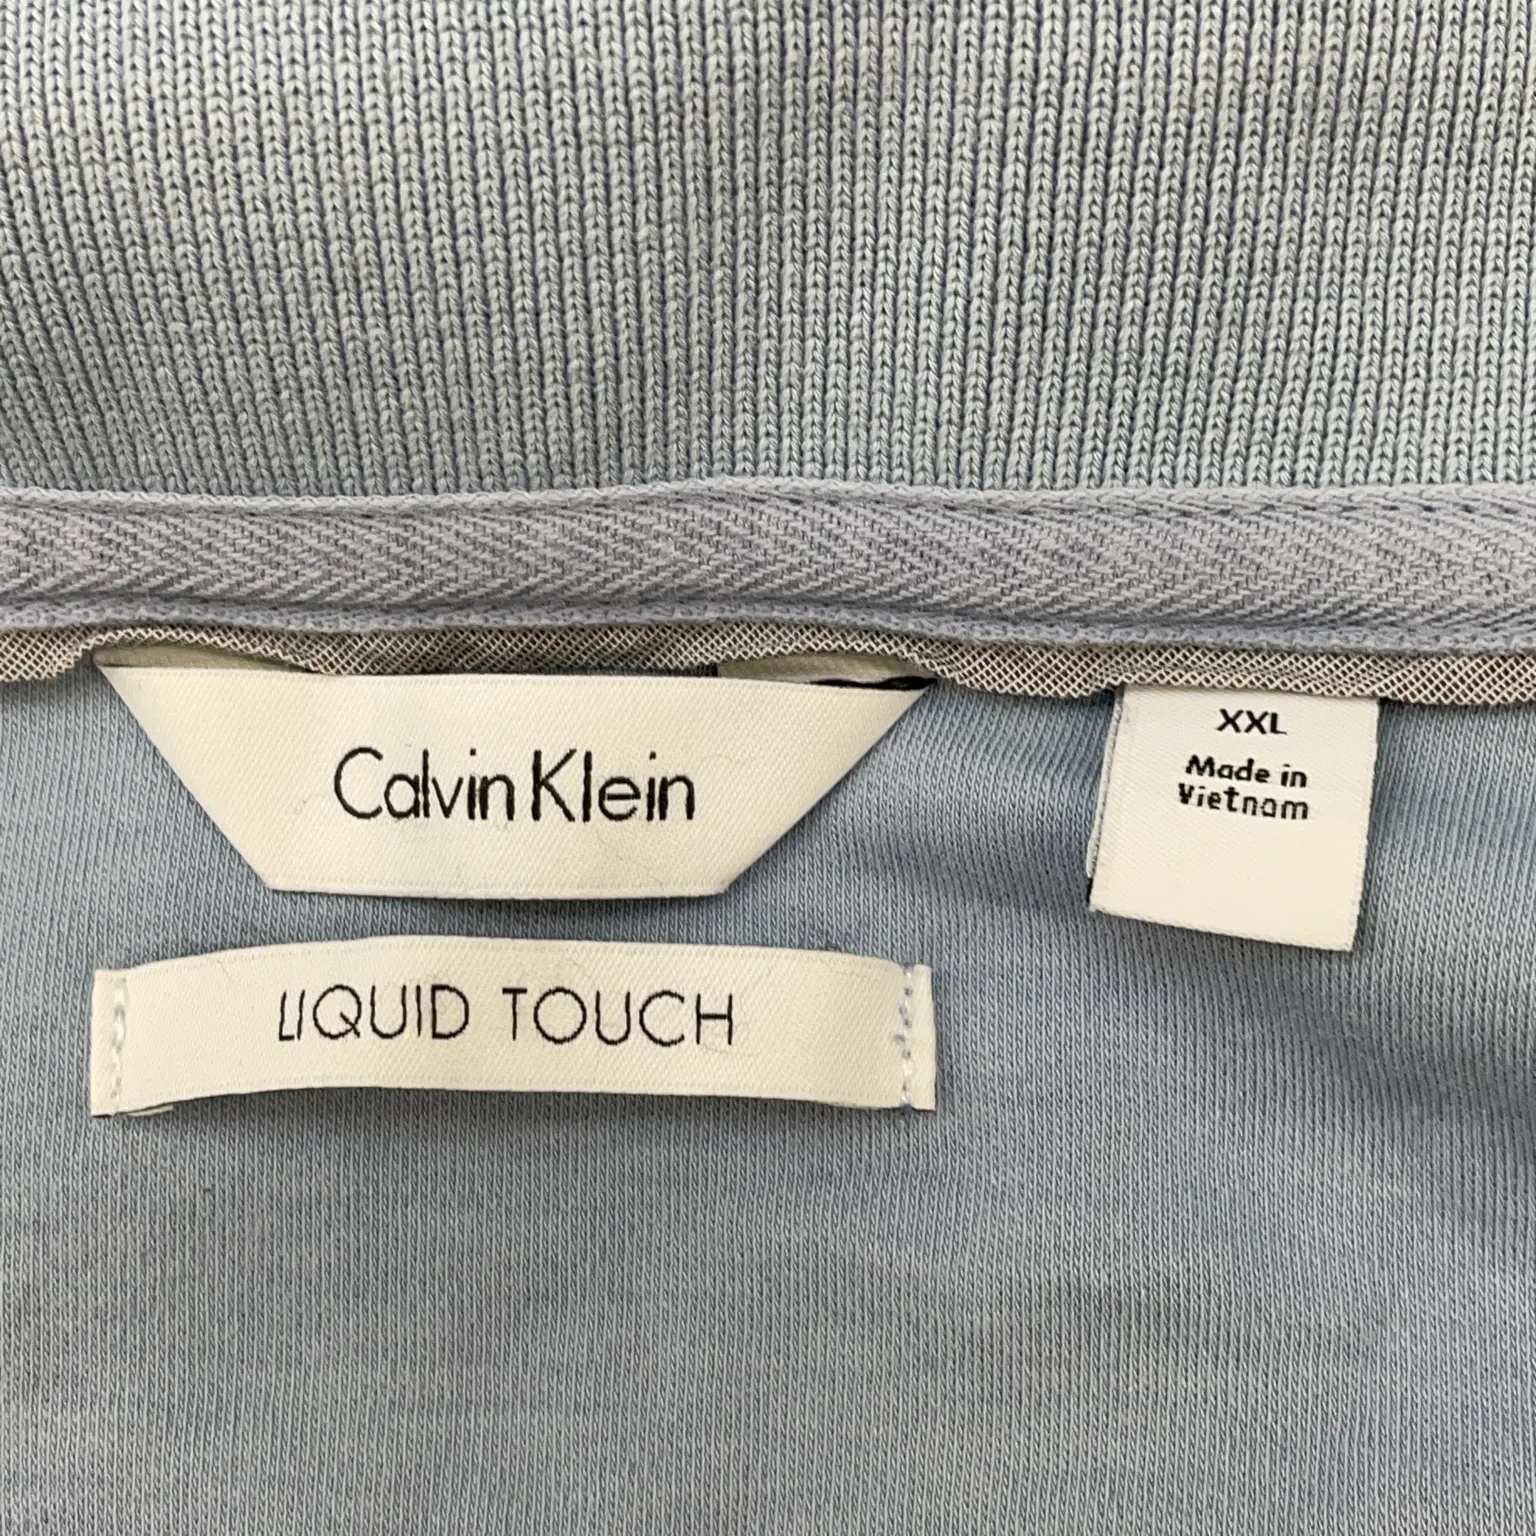 Calvin Klein
XXL
Made in
Vietnam
LIQUID TOUCH